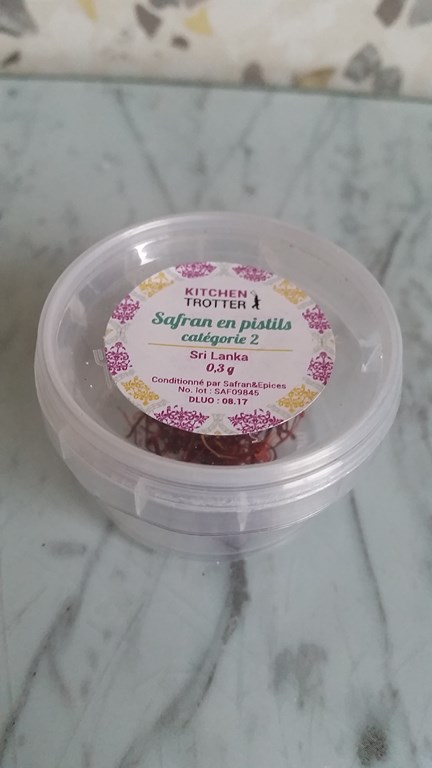 KITCHEN
TROTTER
Safran en pistils
catégorie 2
Sri Lanka
0,3 g
Conditionné par Safran&Epices
No. lot : SAF09845
DLUO : 08.17